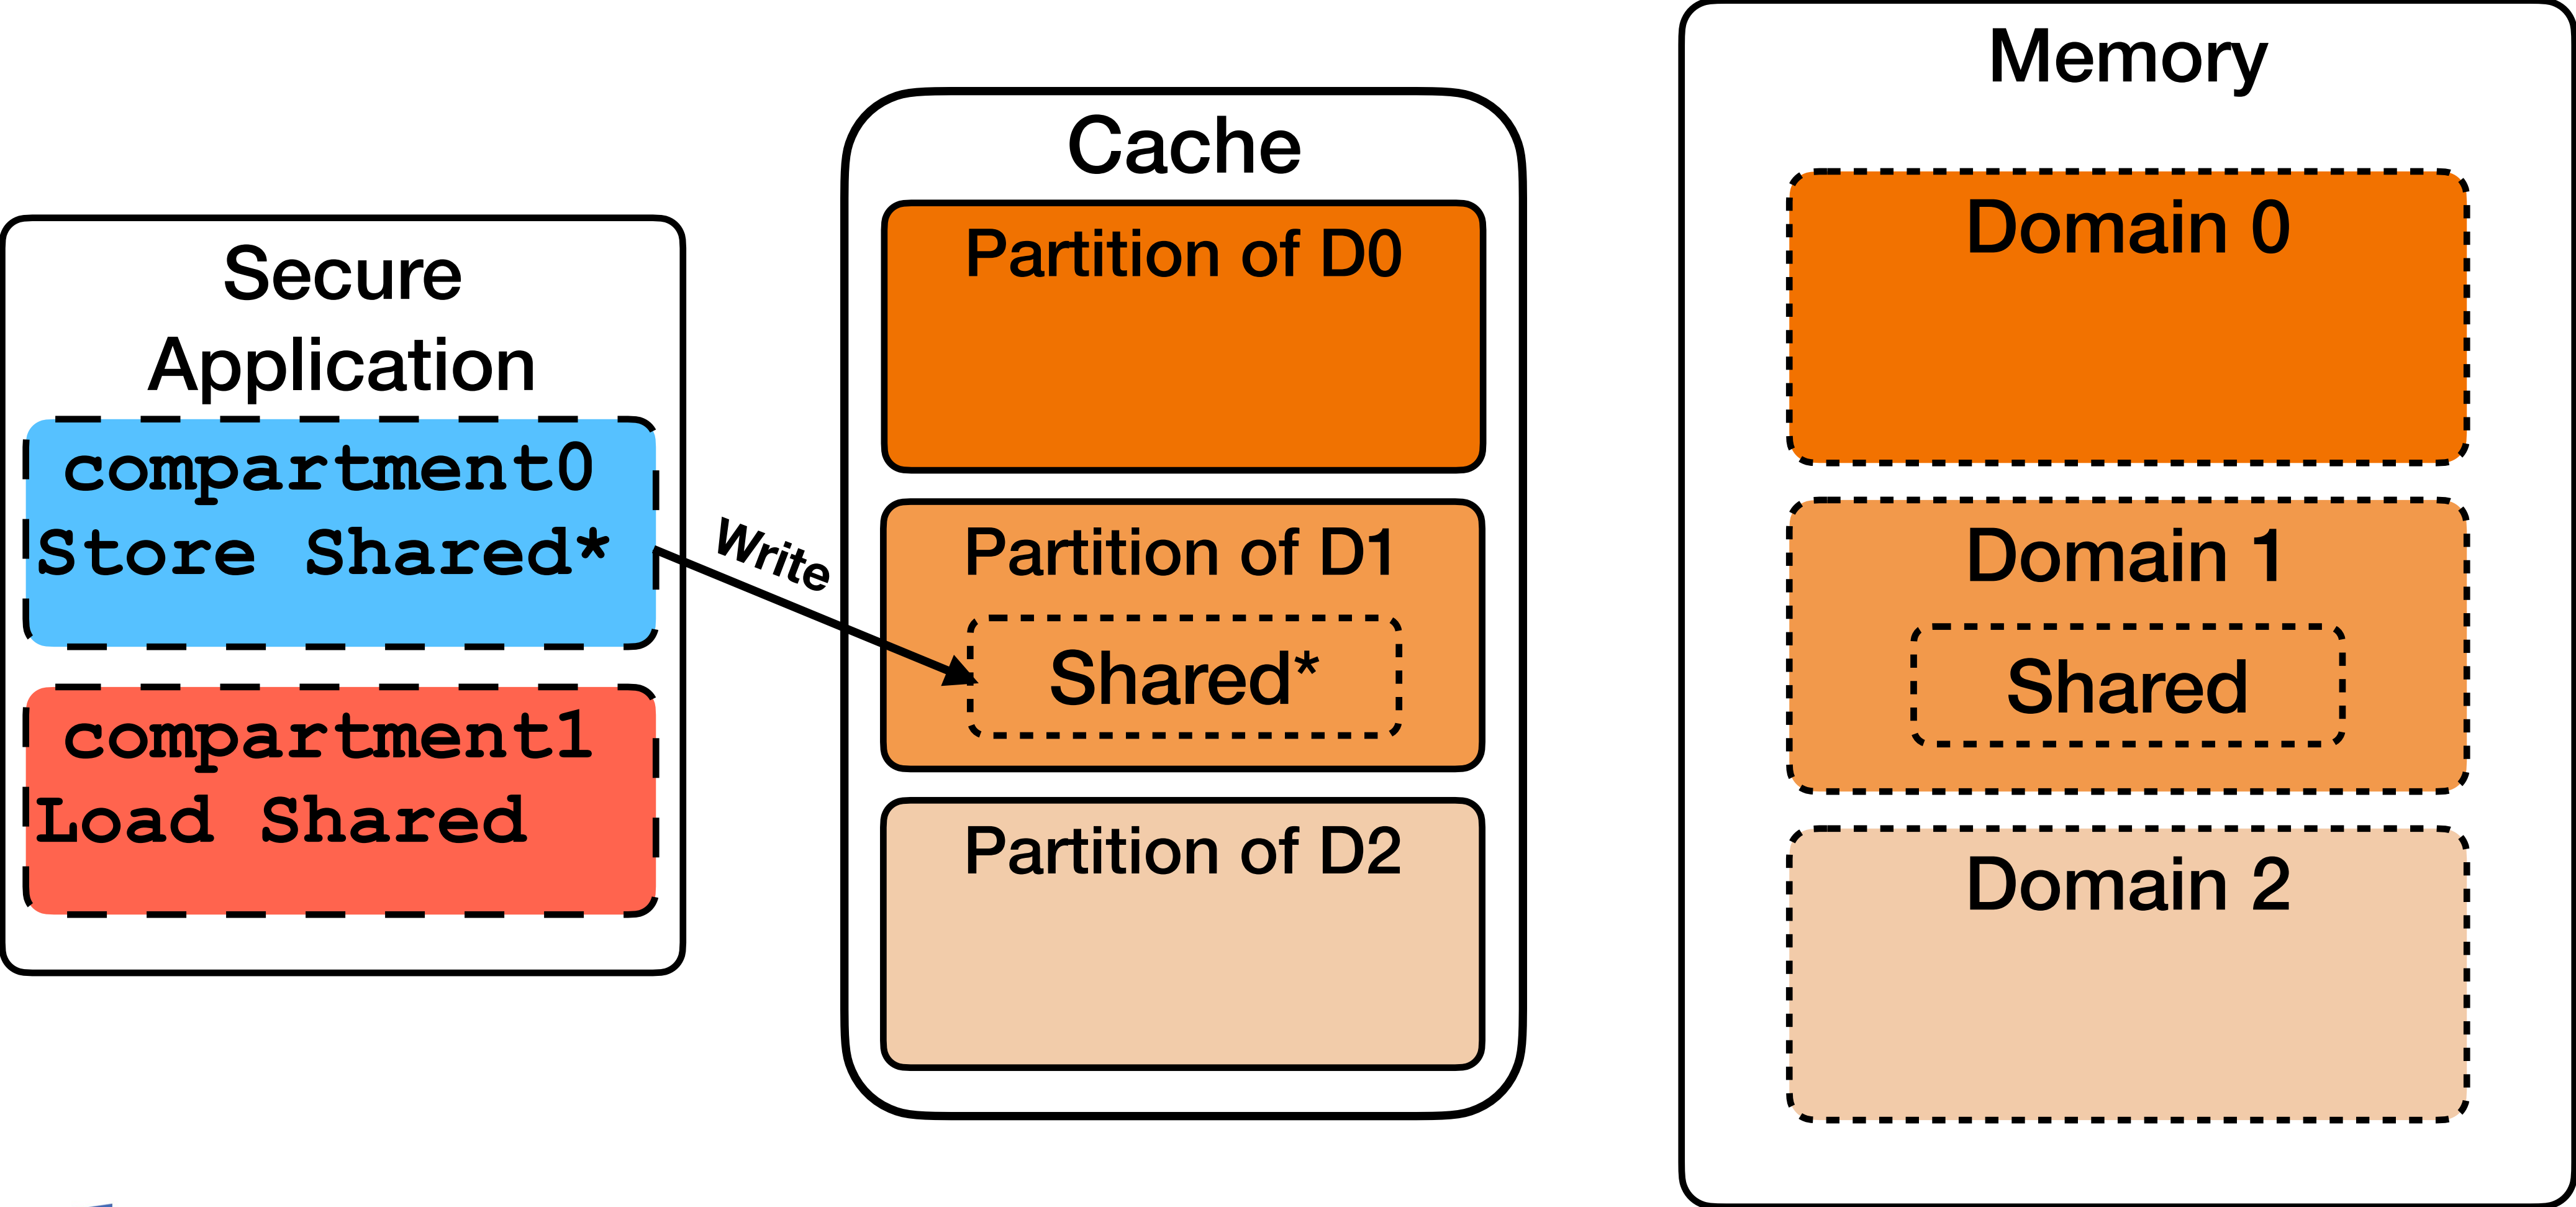 Secure
Application
compartment0
Store Shared*
compartment1
Load Shared
Write
Cache
Partition of D0
Partition of D1
Shared*
Partition of D2
Memory
Domain 0
Domain 1
Shared
Domain 2